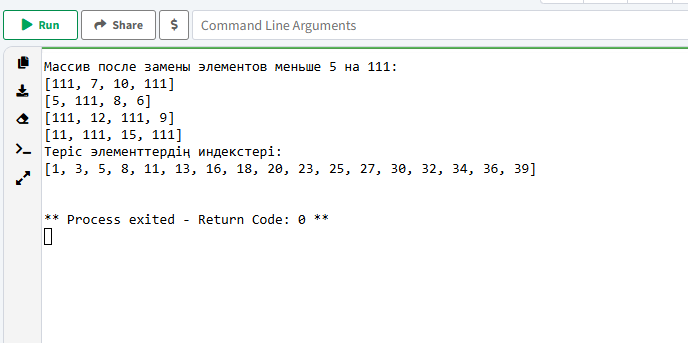 Run Share $ Command Line Arguments
Массив после замены элементов меньше 5 на 111:
[111, 7, 10, 111]
[5, 111, 8, 6]
[111, 12, 111, 9]
[11, 111, 15, 111]
Теріс элементтердің индекстері:
[1, 3, 5, 8, 11, 13, 16, 18, 20, 23, 25, 27, 30, 32, 34, 36, 39]
** Process exited - Return Code: 0 **